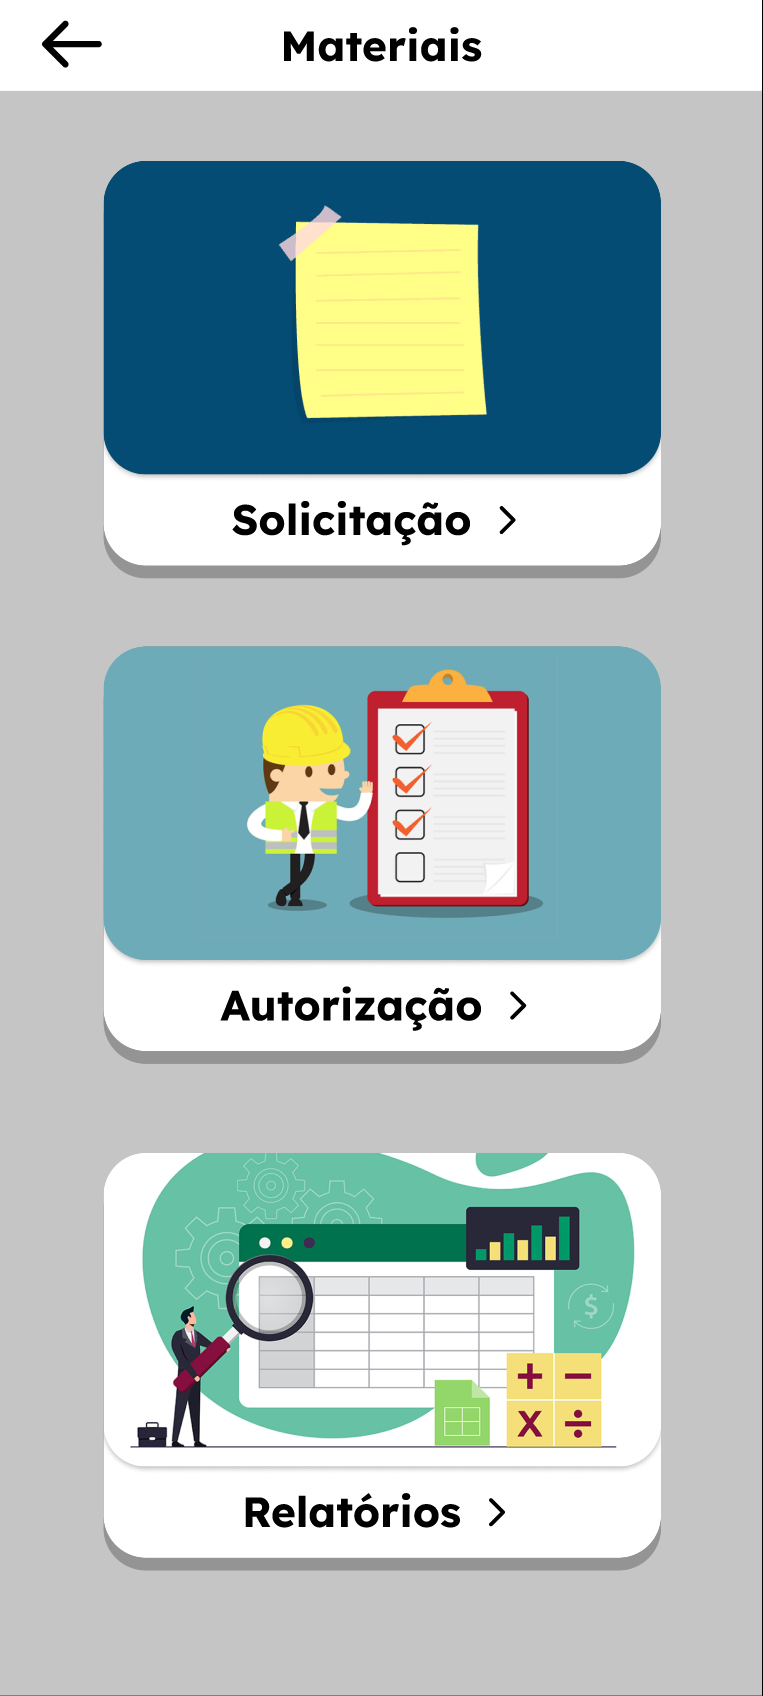 Materiais
Solicitação
Autorização
$
+ −
x ÷
Relatórios